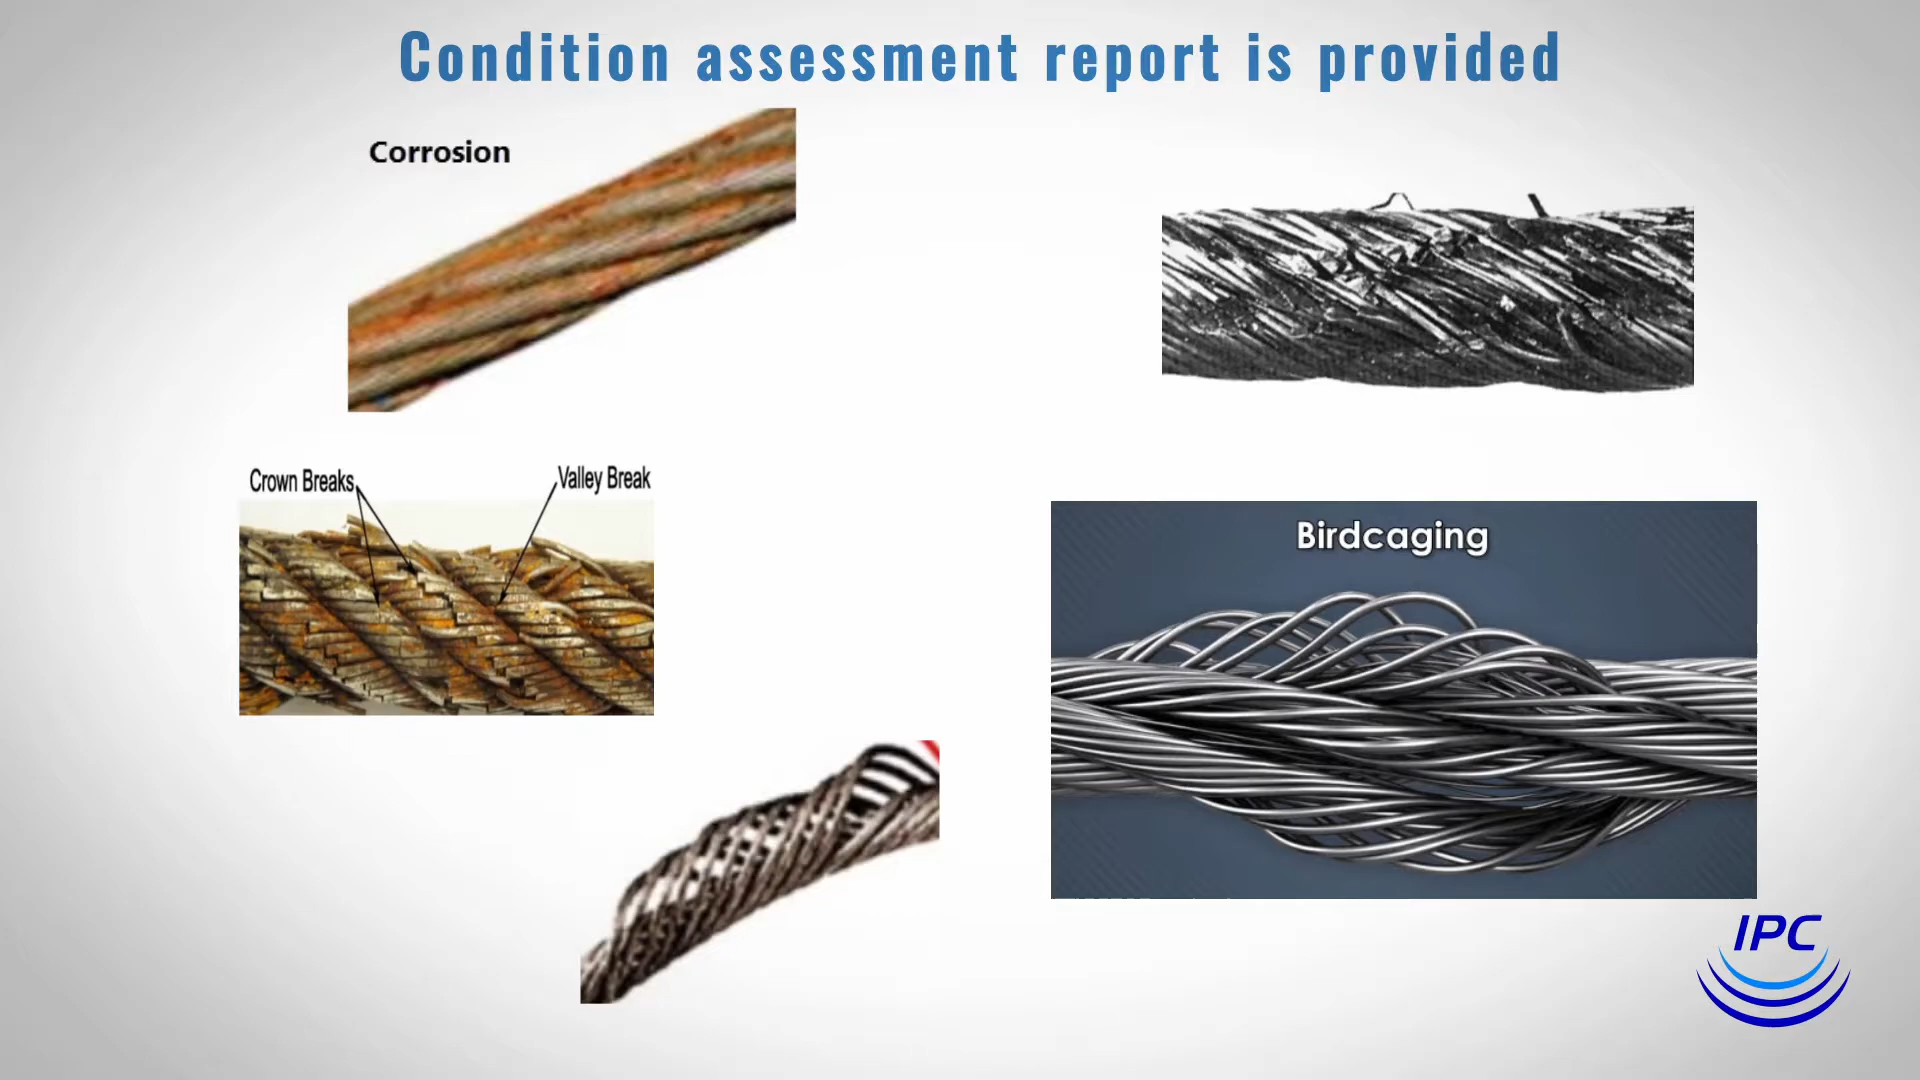 Condition assessment report is provided
Corrosion
Crown Breaks
Valley Break
Birdcaging
IPC